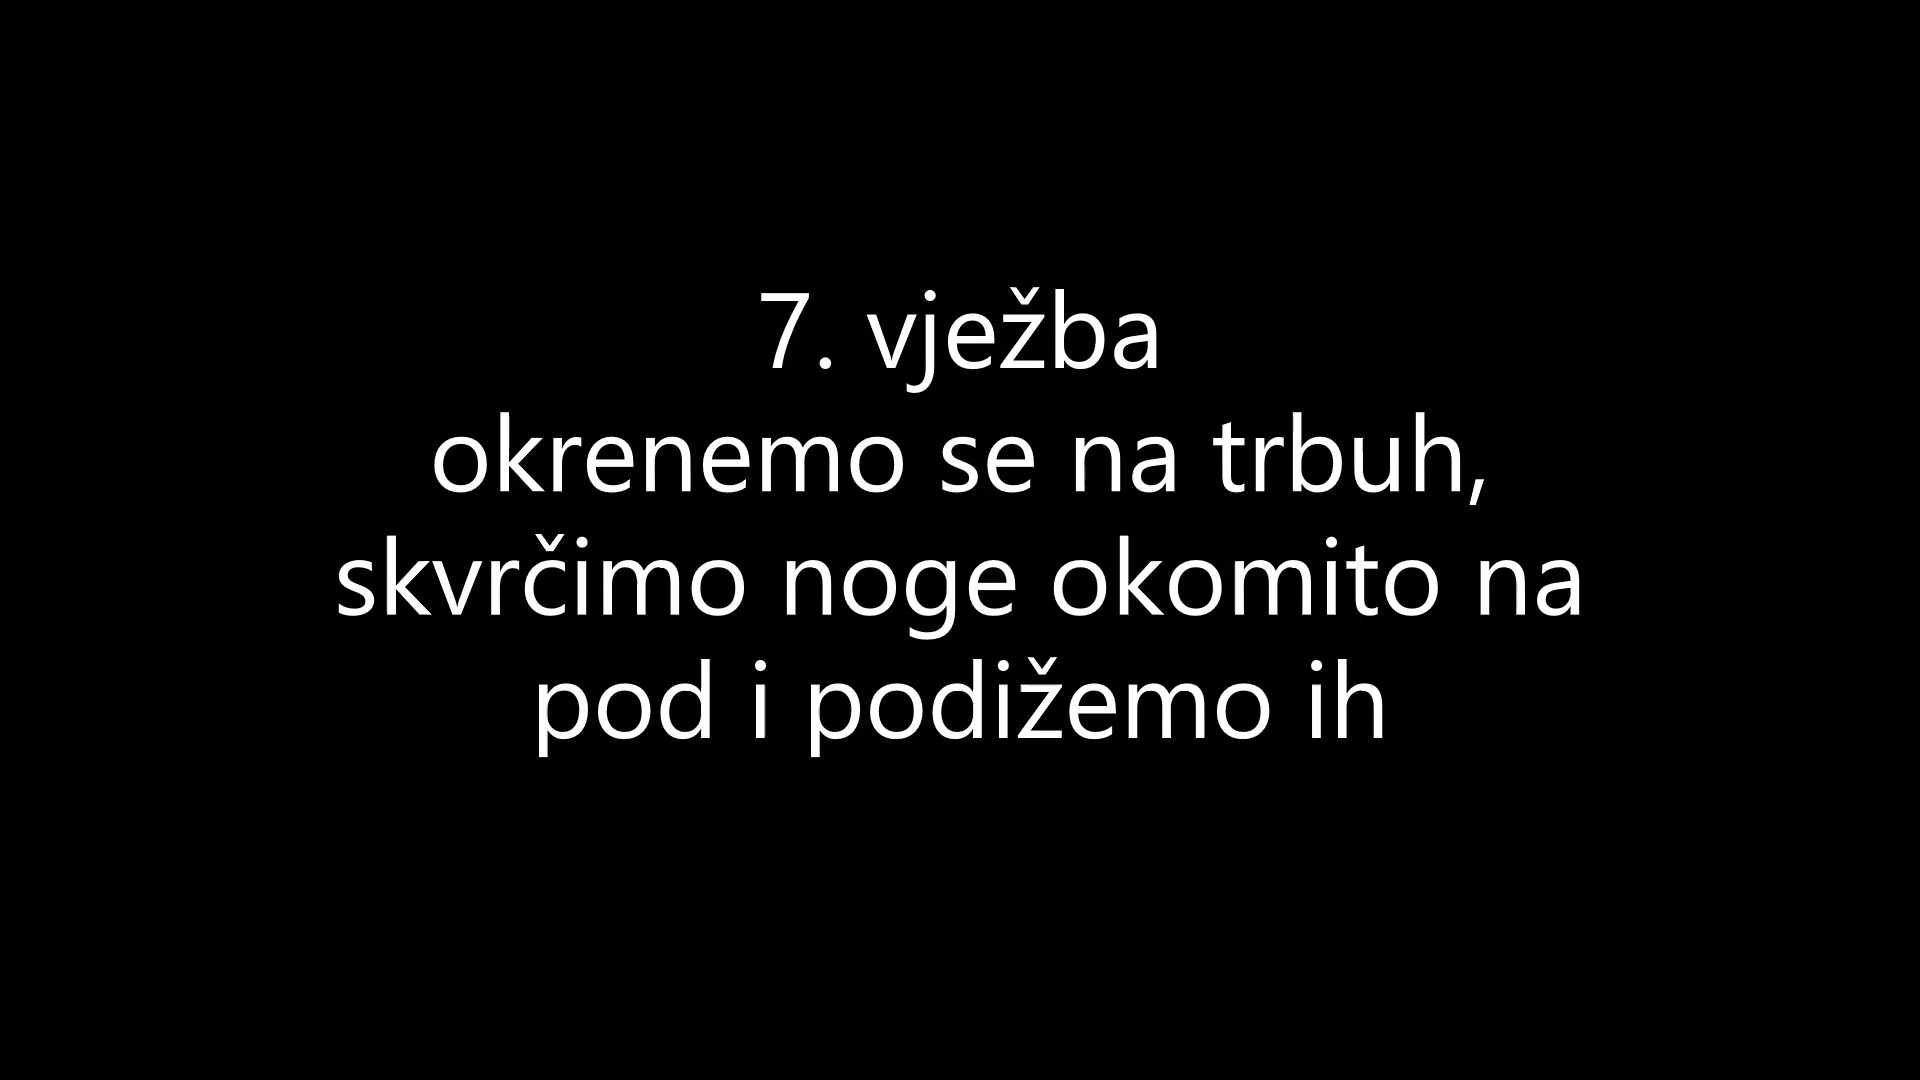 7. vježba
okrenemo se na trbuh,
skvrčimo noge okomito na
pod i podižemo ih